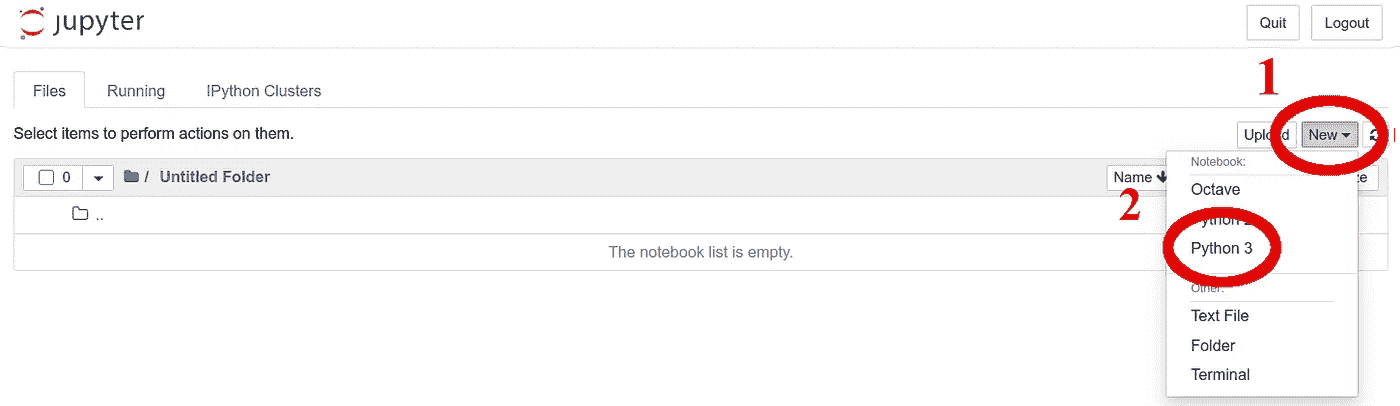 jupyter
Quit Logout
1
Files Running IPython Clusters
Select items to perform actions on them.
Upload New
0 / Untitled Folder
Name
Notebook:
2
Octave
..
Python
The notebook list is empty.
Python 3
Other:
Text File
Folder
Terminal